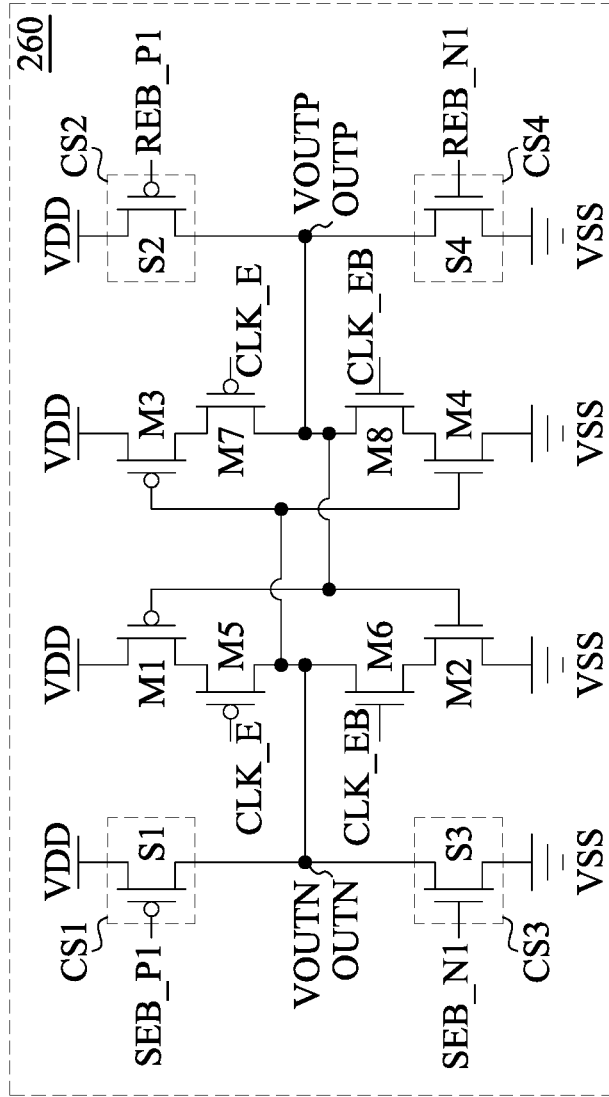 260
VDD
CS1
S1
SEB_P1
VDD
M1
M5
CLK_E
VDD
M3
M7
CLK_E
VDD
CS2
S2
REB_P1
VOUTN
OUTN
VOUTP
OUTP
CLK_EB
M6
M2
VSS
M8
CLK_EB
M4
VSS
SEB_N1
S3
CS3
VSS
S4
REB_N1
CS4
VSS